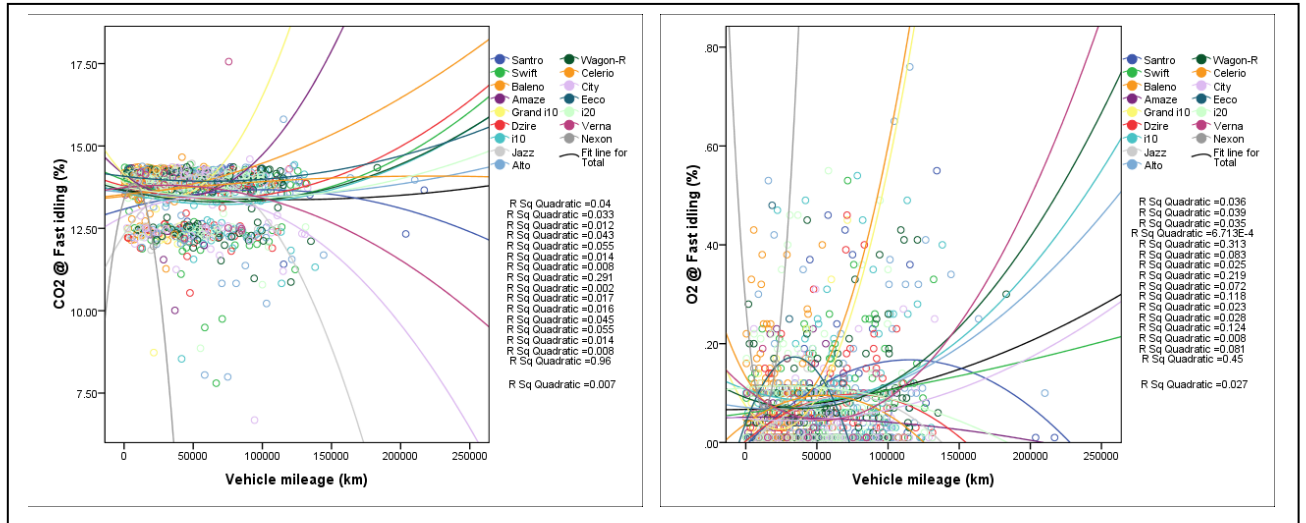 CO2 @ Fast idling (%)
17.50
15.00
12.50
10.00
7.50
0
50000
100000
150000
200000
250000
Vehicle mileage (km)
Santro
Swift
Baleno
Amaze
Grand i10
Dzire
i10
Jazz
Alto
Wagon-R
Celerio
City
Eeco
i20
Verna
Nexon
Fit line for
Total
R Sq Quadratic =0.04
R Sq Quadratic =0.033
R Sq Quadratic =0.012
R Sq Quadratic =0.043
R Sq Quadratic =0.055
R Sq Quadratic =0.014
R Sq Quadratic =0.008
R Sq Quadratic =0.291
R Sq Quadratic =0.002
R Sq Quadratic =0.017
R Sq Quadratic =0.016
R Sq Quadratic =0.045
R Sq Quadratic =0.055
R Sq Quadratic =0.014
R Sq Quadratic =0.008
R Sq Quadratic =0.96
R Sq Quadratic =0.007
O2 @ Fast idling (%)
.80
.60
.40
.20
.00
0
50000
100000
150000
200000
250000
Vehicle mileage (km)
Santro
Swift
Baleno
Amaze
Grand i10
Dzire
i10
Jazz
Alto
Wagon-R
Celerio
City
Eeco
i20
Verna
Nexon
Fit line for
Total
R Sq Quadratic =0.036
R Sq Quadratic =0.039
R Sq Quadratic =0.035
R Sq Quadratic =6.713E-4
R Sq Quadratic =0.313
R Sq Quadratic =0.083
R Sq Quadratic =0.025
R Sq Quadratic =0.219
R Sq Quadratic =0.072
R Sq Quadratic =0.118
R Sq Quadratic =0.023
R Sq Quadratic =0.028
R Sq Quadratic =0.124
R Sq Quadratic =0.008
R Sq Quadratic =0.081
R Sq Quadratic =0.45
R Sq Quadratic =0.027